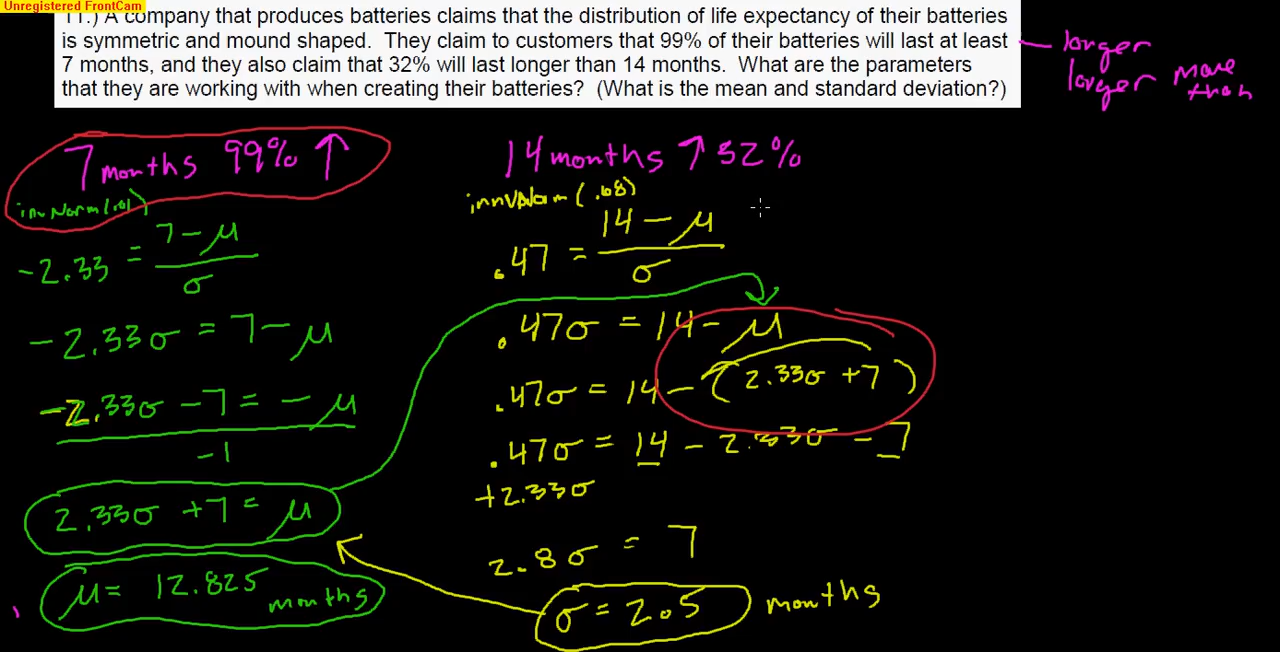 Unregistered FrontCam
11.) A company that produces batteries claims that the distribution of life expectancy of their batteries
is symmetric and mound shaped. They claim to customers that 99% of their batteries will last at least
7 months, and they also claim that 32% will last longer than 14 months. What are the parameters
that they are working with when creating their batteries? (What is the mean and standard deviation?)
larger
larger more than
7 months 99% ↑
invNorm(.01)
-2.33 = 7-μ / σ
-2.33σ = 7-μ
-2.33σ - 7 = -μ
-1
2.33σ + 7 = μ
μ = 12.825 months
14 months ↑ 32%
innvNorm(.68)
.47 = 14-μ / σ
.47σ = 14-μ
.47σ = 14-(2.33σ+7)
.47σ = 14 - 2.33σ - 7
+2.33σ
2.8σ = 7
σ = 2.5 months